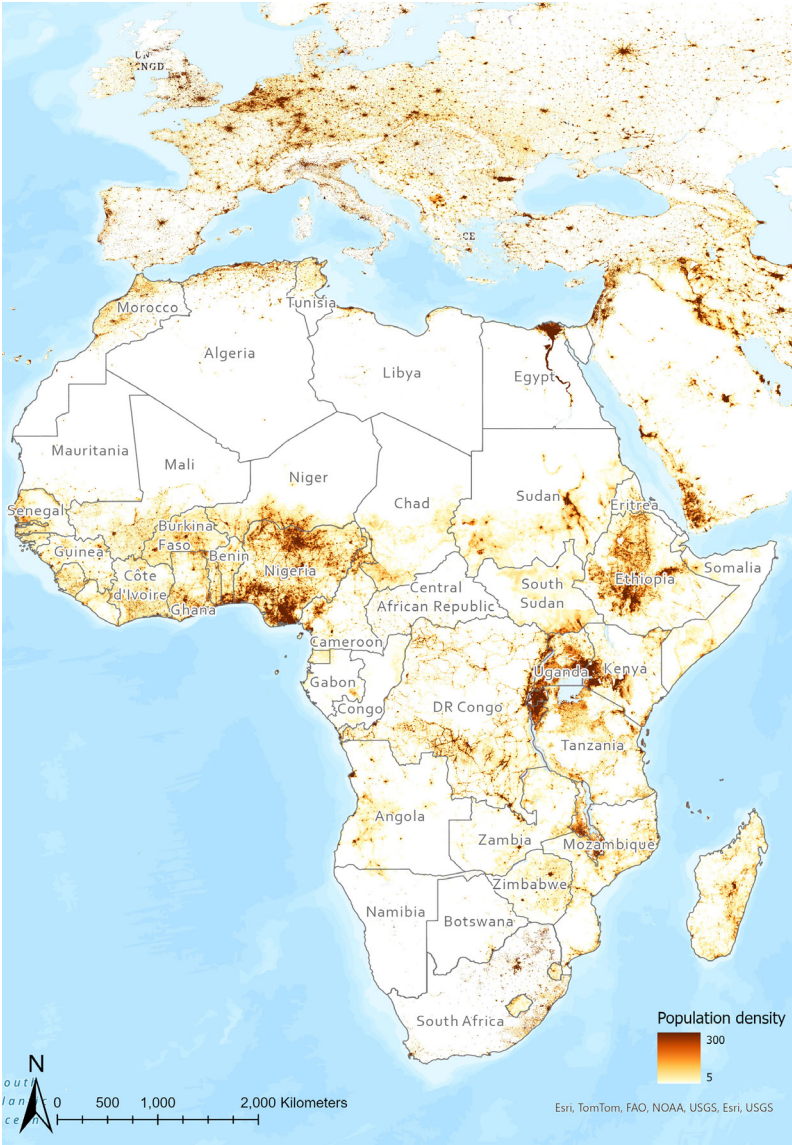 UN
NGD
CE
Morocco
Tunisia
Algeria
Libya
Egypt
Mauritania
Mali
Niger
Chad
Sudan
Eritrea
Senegal
Burkina
Faso
Guinea
Benin
Nigeria
Côte
d'Ivoire
Ghana
Ethiopia
Somalia
Central
African Republic
South
Sudan
Cameroon
Gabon
Congo
DR Congo
Uganda
Kenya
Tanzania
Angola
Zambia
Mozambique
Zimbabwe
Namibia
Botswana
South Africa
Population density
300
5
N
0 500 1,000 2,000 Kilometers
Esri, TomTom, FAO, NOAA, USGS, Esri, USGS